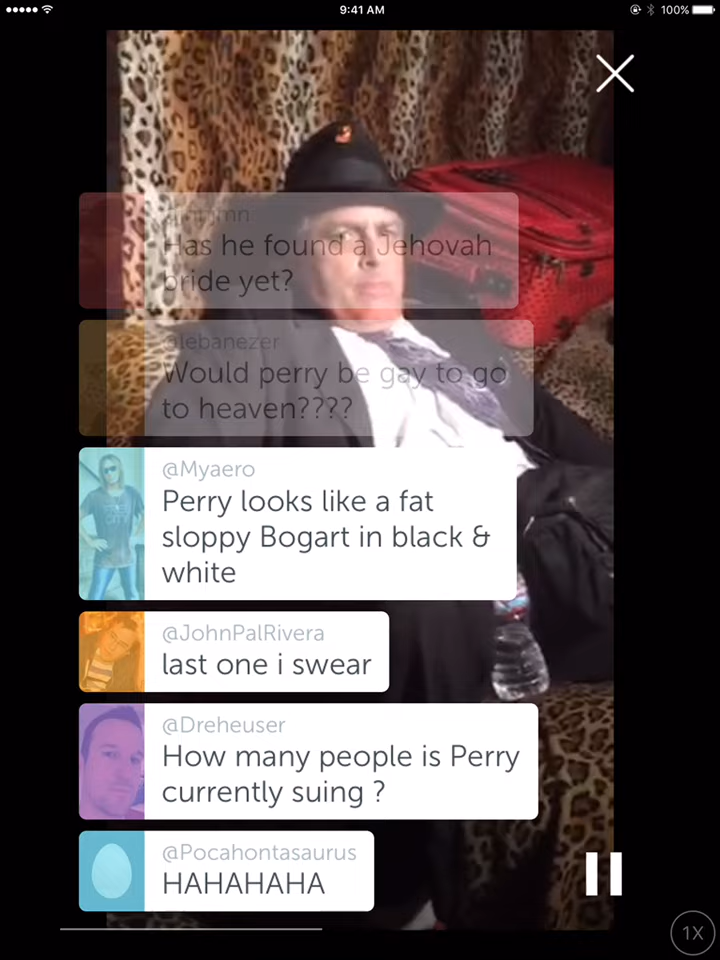 9:41 AM
100%
Has he found a Jehovah
bride yet?
@lebanezer
Would perry be gay to go
to heaven????
@Myaero
Perry looks like a fat
sloppy Bogart in black &
white
@JohnPalRivera
last one i swear
@Dreheuser
How many people is Perry
currently suing ?
@Pocahontasaurus
HAHAHAHA
1X